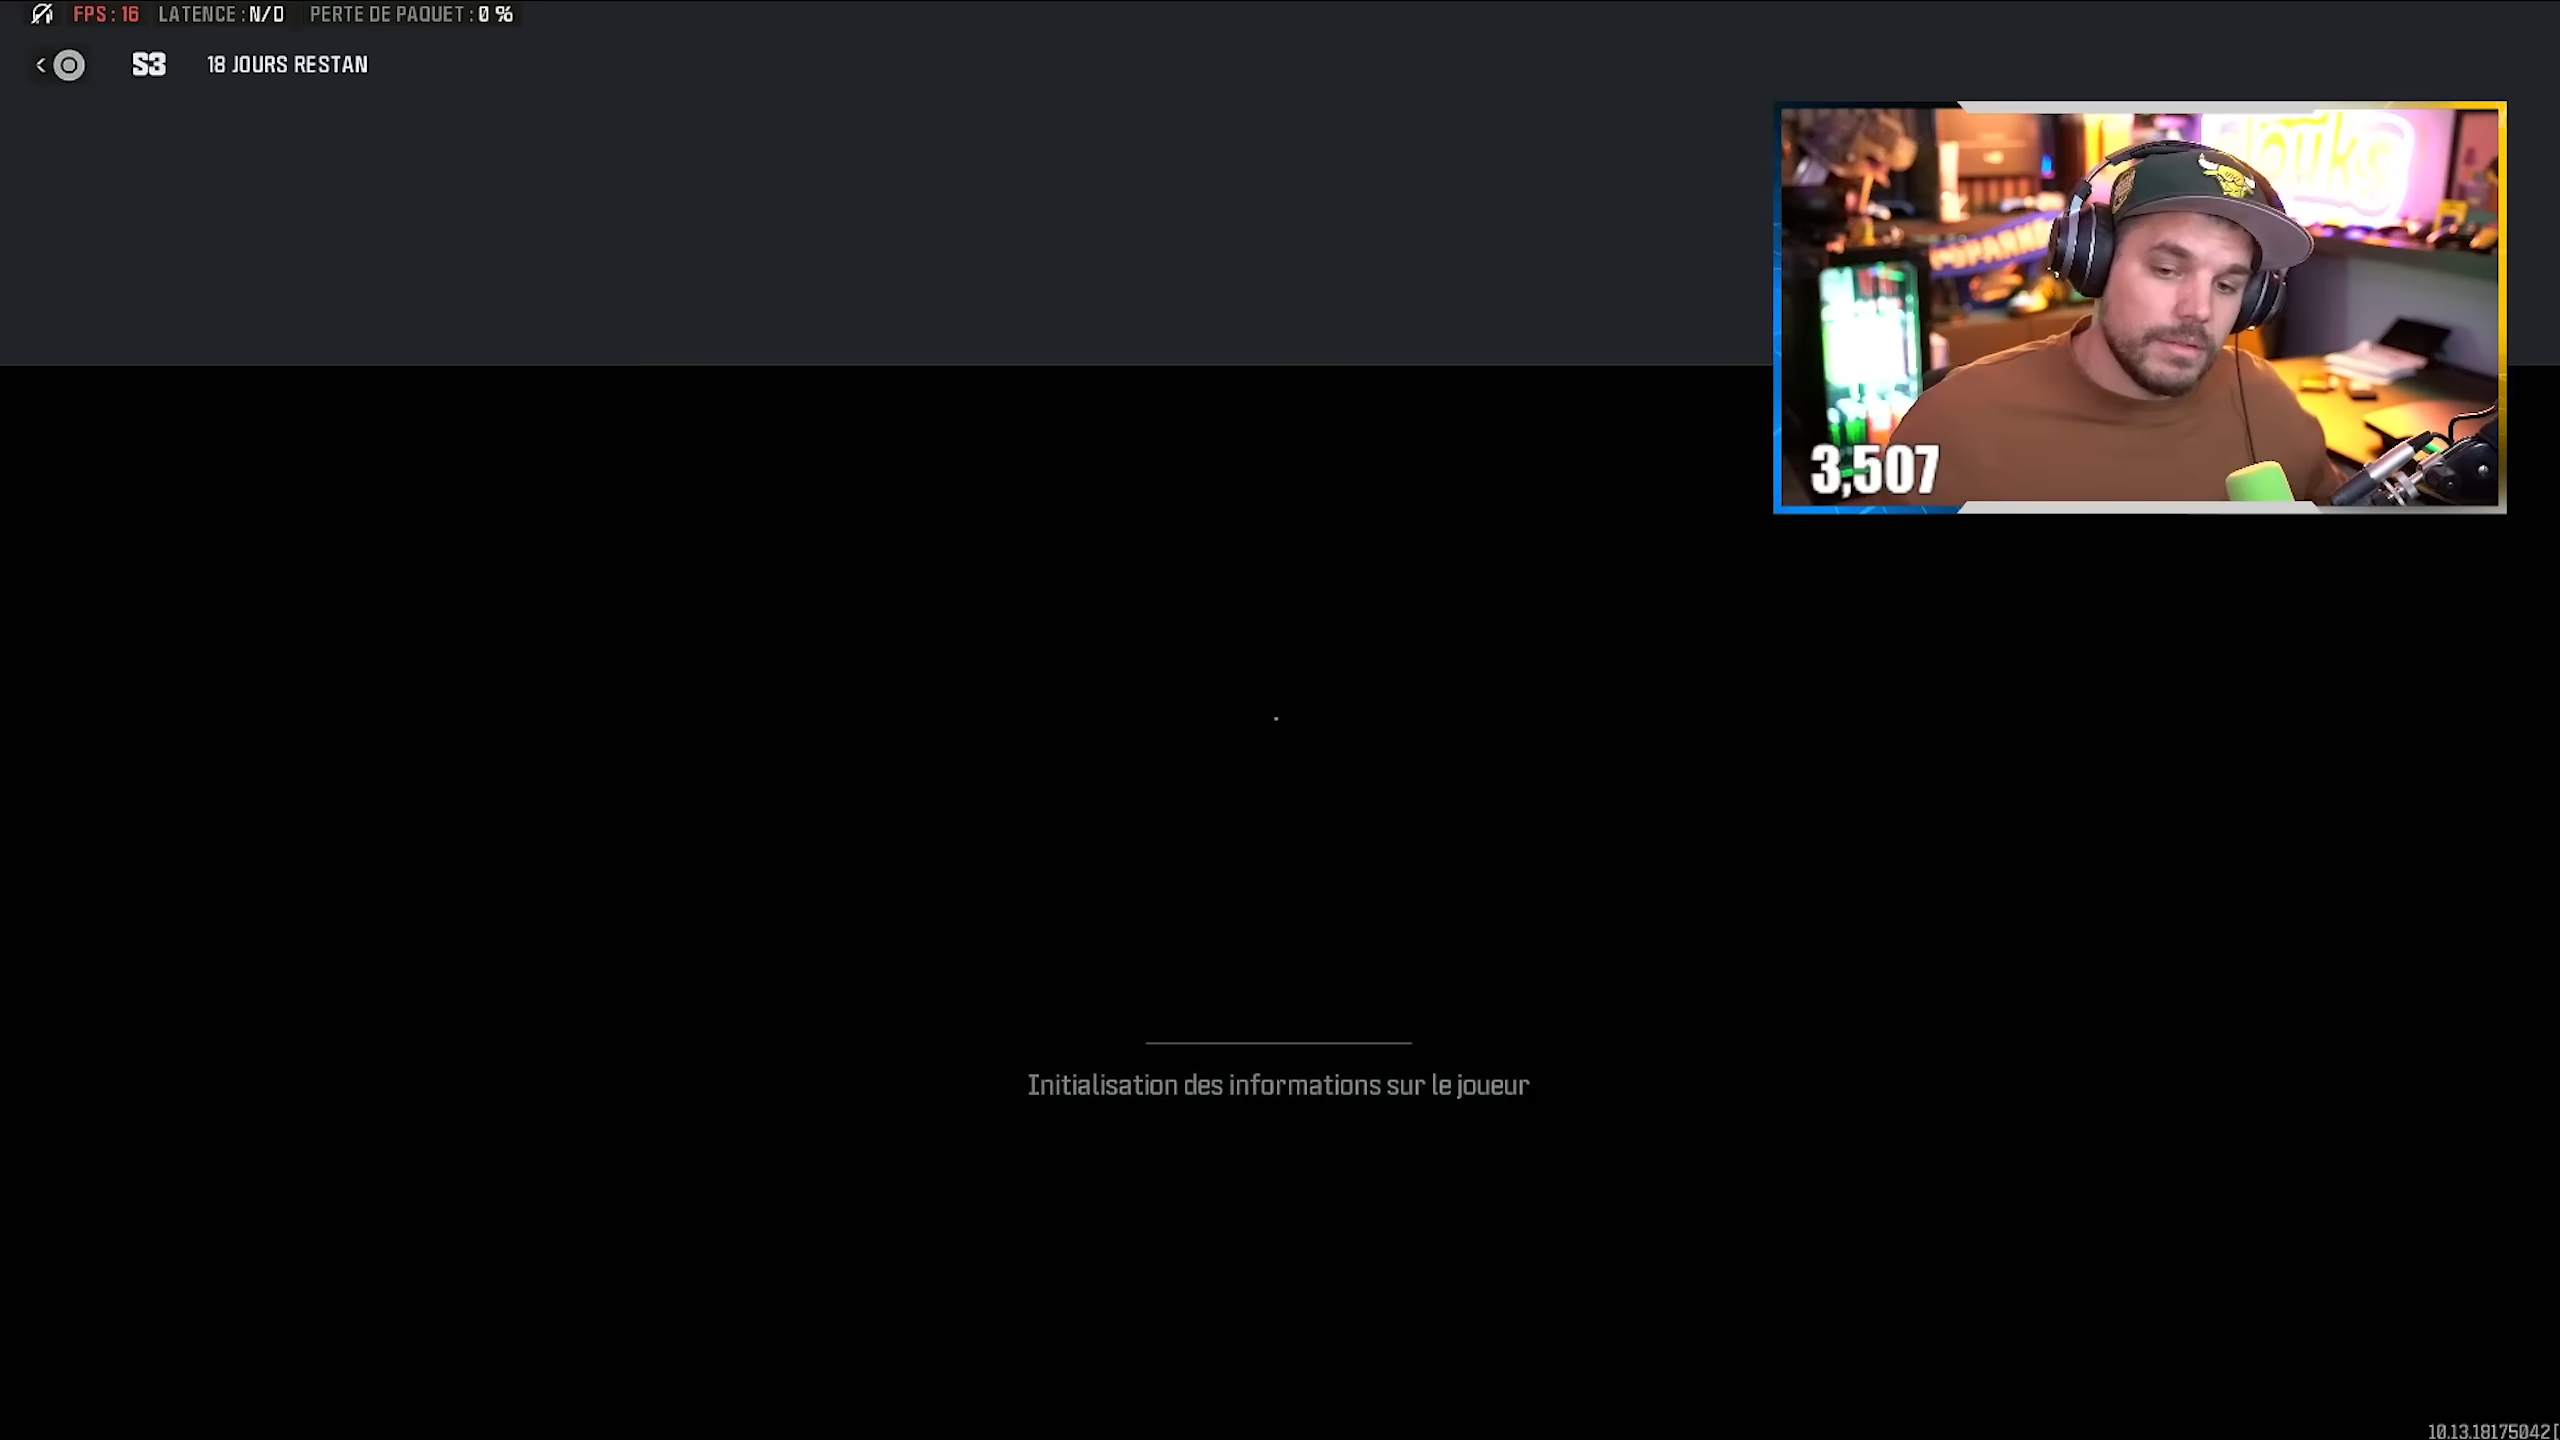 FPS : 16 LATENCE : N/D PERTE DE PAQUET : 0 %
S3 18 JOURS RESTAN
3,507
Initialisation des informations sur le joueur
10.13.18175042[